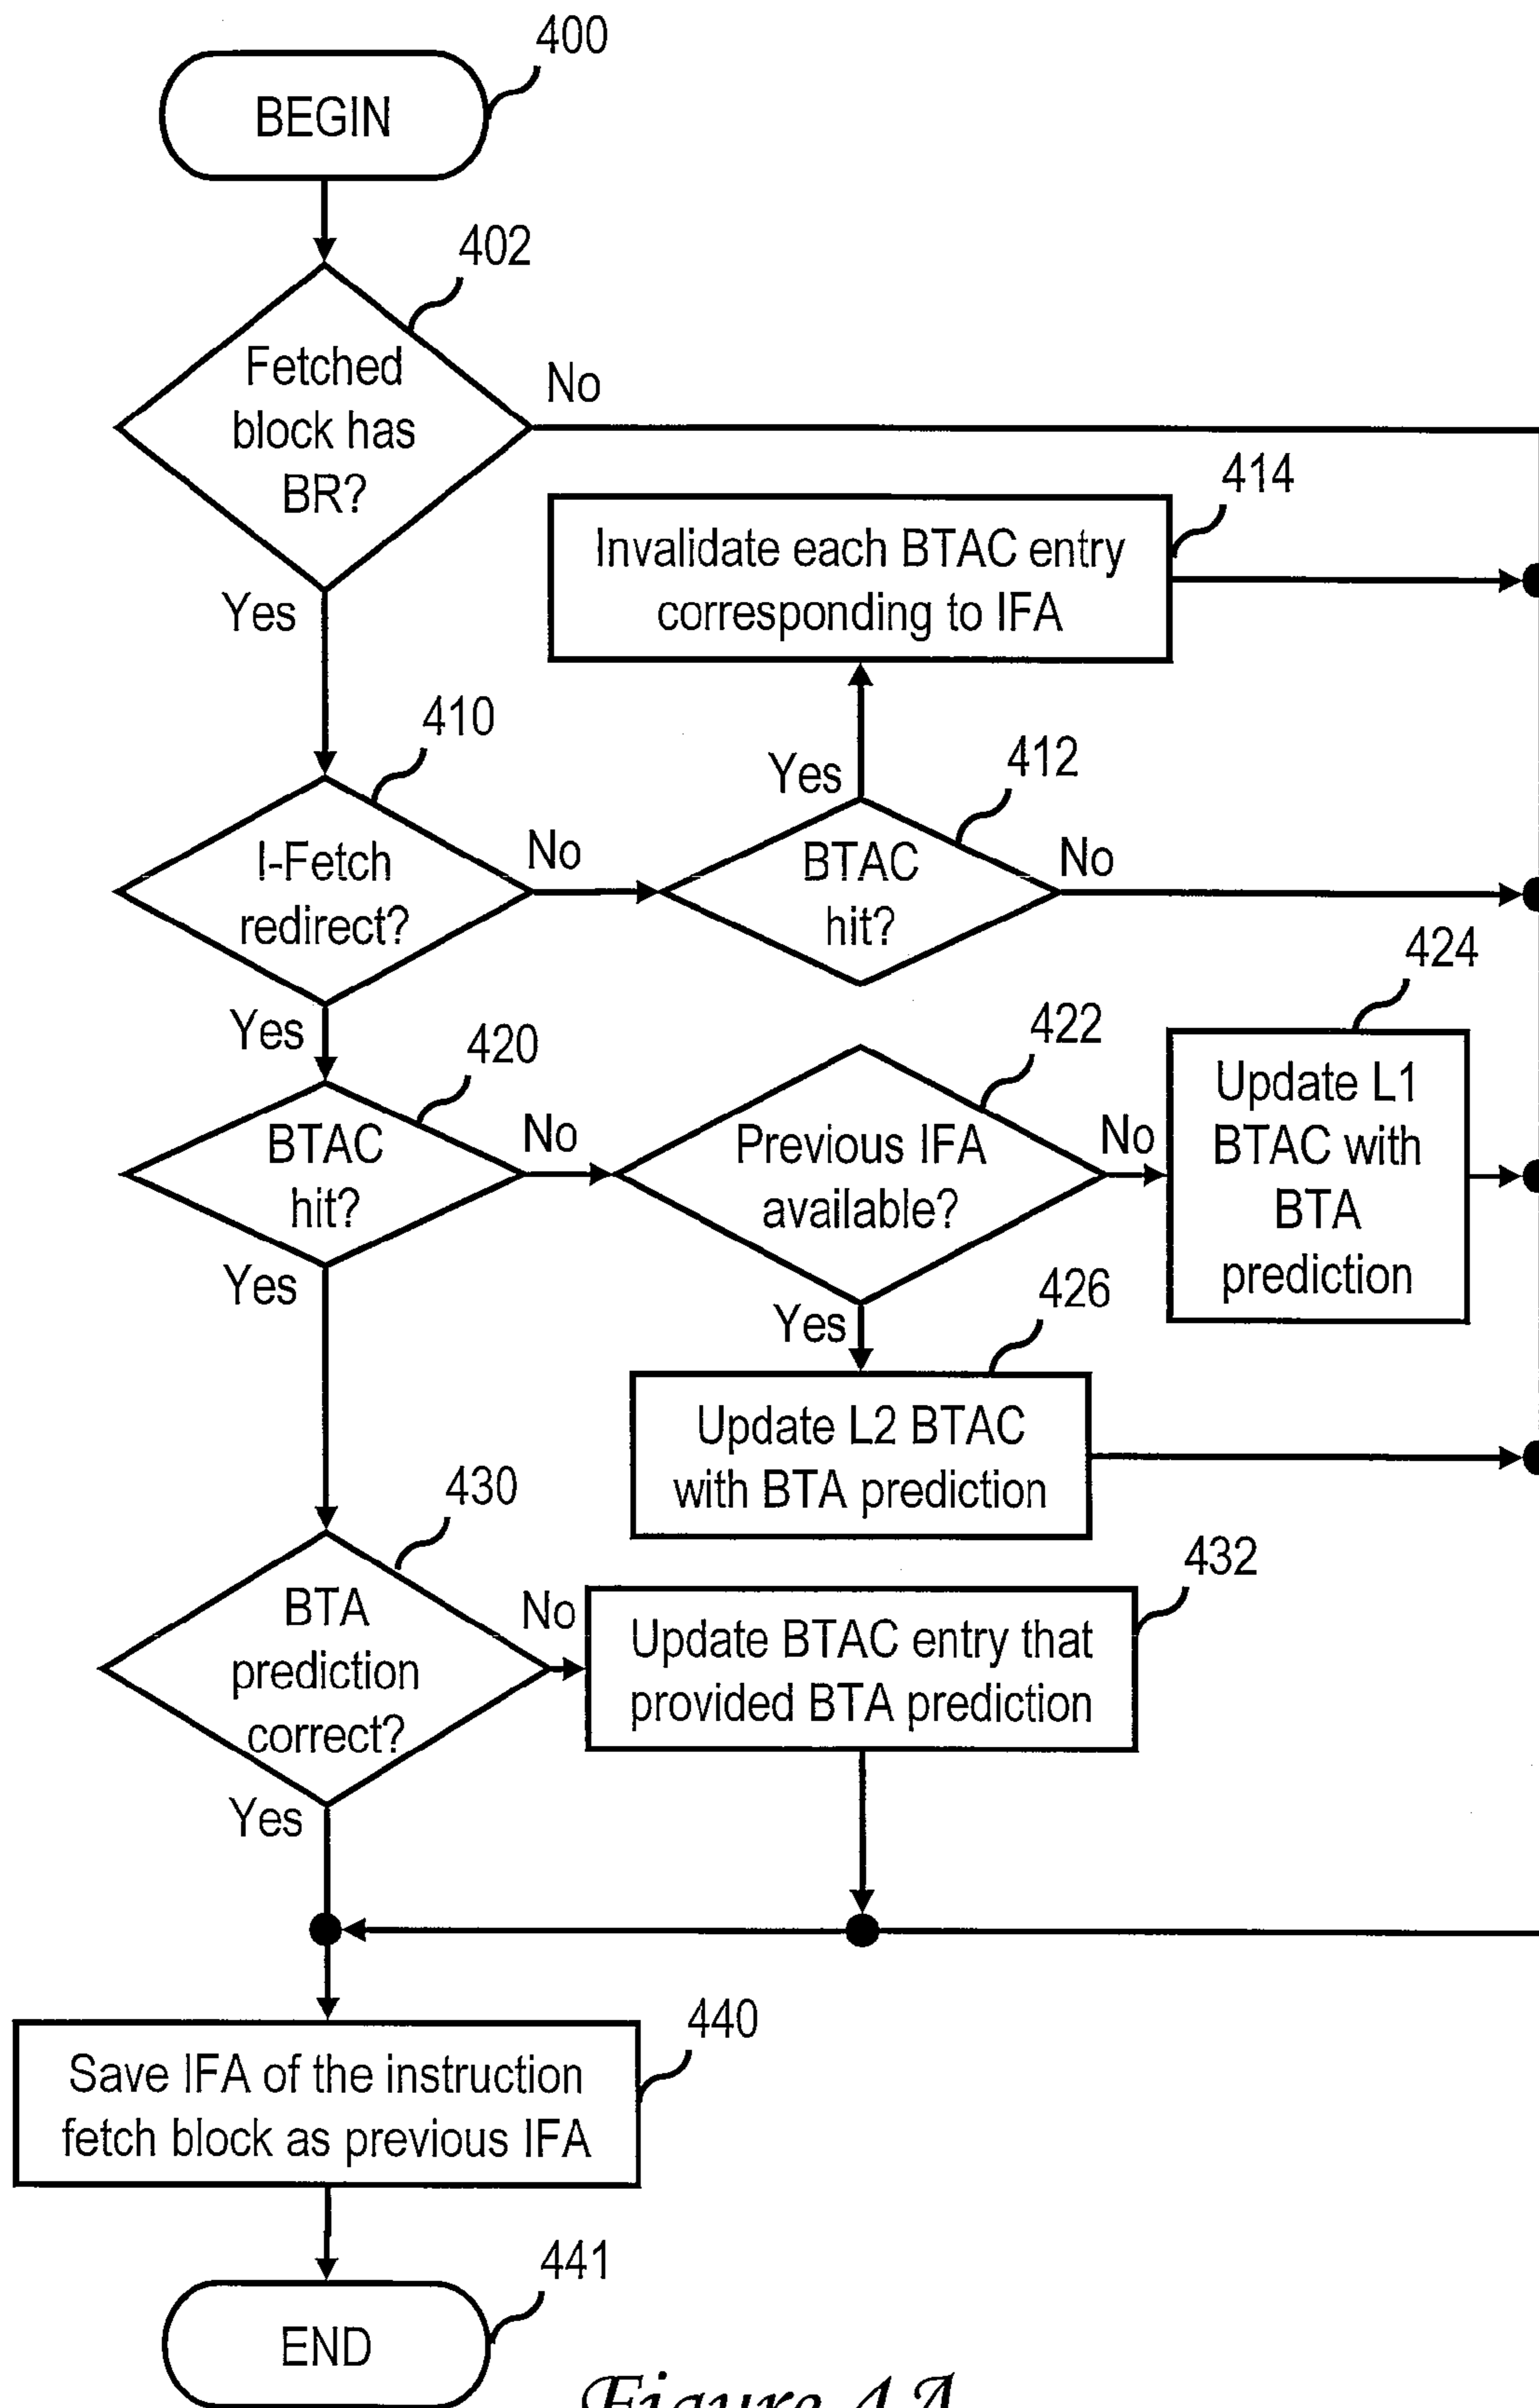 400
BEGIN
402
Fetched
block has
BR?
No
Yes
414
Invalidate each BTAC entry
corresponding to IFA
410
I-Fetch
redirect?
No
Yes
412
BTAC
hit?
Yes
No
420
BTAC
hit?
No
Yes
422
Previous IFA
available?
No
Yes
424
Update L1
BTAC with
BTA
prediction
426
Update L2 BTAC
with BTA prediction
430
BTA
prediction
correct?
No
Yes
432
Update BTAC entry that
provided BTA prediction
440
Save IFA of the instruction
fetch block as previous IFA
441
END
Figure 4A